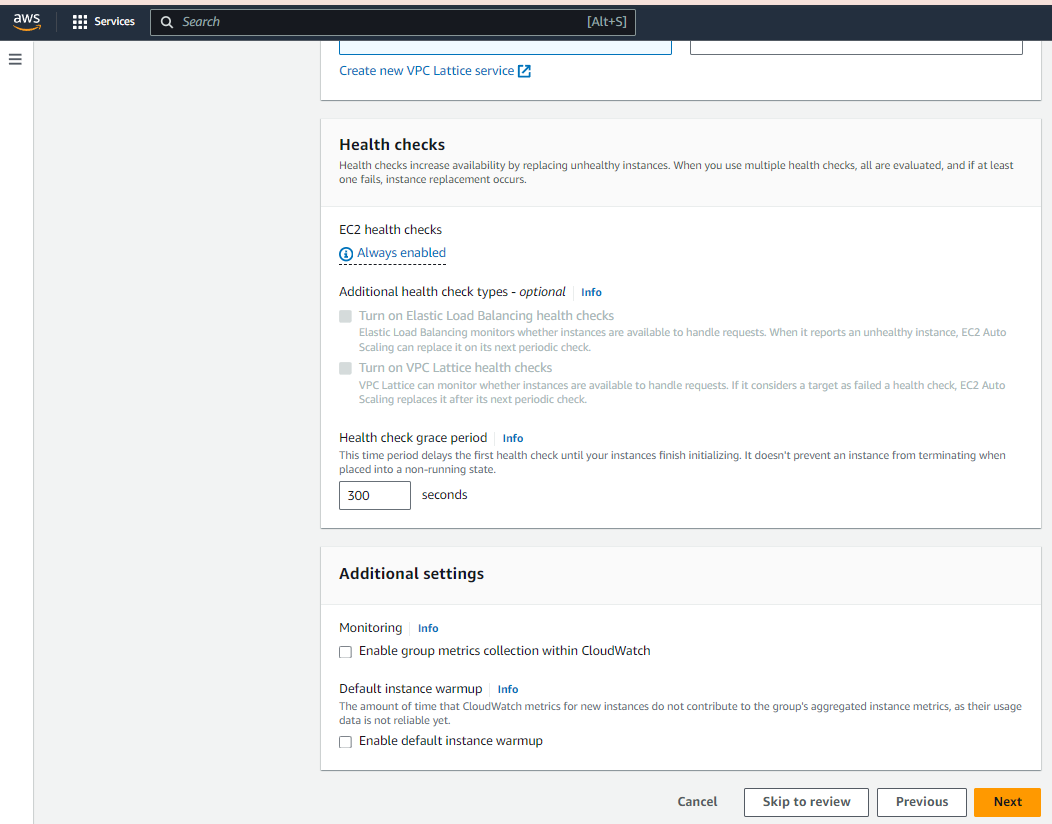 aws
Services
Search [Alt+S]
Create new VPC Lattice service
Health checks
Health checks increase availability by replacing unhealthy instances. When you use multiple health checks, all are evaluated, and if at least
one fails, instance replacement occurs.
EC2 health checks
Always enabled
Additional health check types - optional Info
Turn on Elastic Load Balancing health checks
Elastic Load Balancing monitors whether instances are available to handle requests. When it reports an unhealthy instance, EC2 Auto
Scaling can replace it on its next periodic check.
Turn on VPC Lattice health checks
VPC Lattice can monitor whether instances are available to handle requests. If it considers a target as failed a health check, EC2 Auto
Scaling replaces it after its next periodic check.
Health check grace period Info
This time period delays the first health check until your instances finish initializing. It doesn't prevent an instance from terminating when
placed into a non-running state.
300 seconds
Additional settings
Monitoring Info
Enable group metrics collection within CloudWatch
Default instance warmup Info
The amount of time that CloudWatch metrics for new instances do not contribute to the group's aggregated instance metrics, as their usage
data is not reliable yet.
Enable default instance warmup
Cancel Skip to review Previous Next